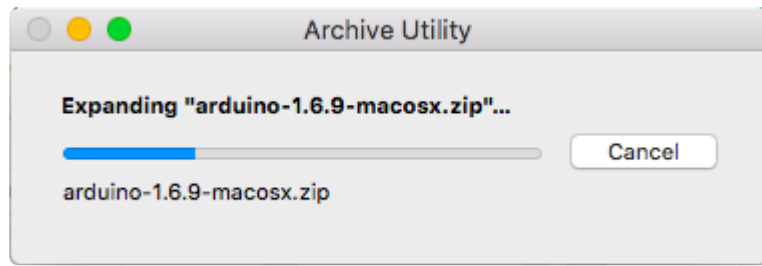 Archive Utility
Expanding "arduino-1.6.9-macosx.zip"...
Cancel
arduino-1.6.9-macosx.zip